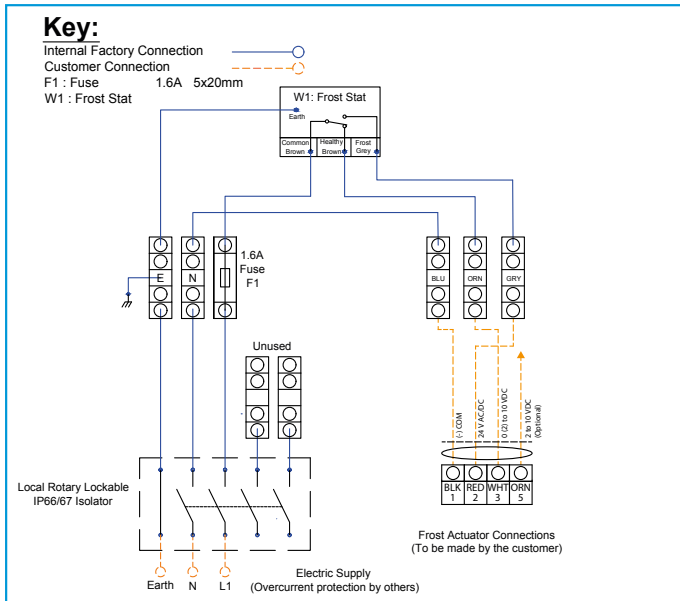 Key:
Internal Factory Connection
Customer Connection
F1 : Fuse 1.6A 5x20mm
W1 : Frost Stat
W1: Frost Stat
Earth
Common Healthy Frost
Brown Brown Grey
E N
1.6A
Fuse
F1
BLU ORN GRY
Unused
(-) COM
24 V AC/DC
0 (2) to 10 VDC
2 to 10 VDC
(Optional)
BLK RED WHT ORN
1 2 3 5
Local Rotary Lockable
IP66/67 Isolator
Frost Actuator Connections
(To be made by the customer)
Earth N L1
Electric Supply
(Overcurrent protection by others)